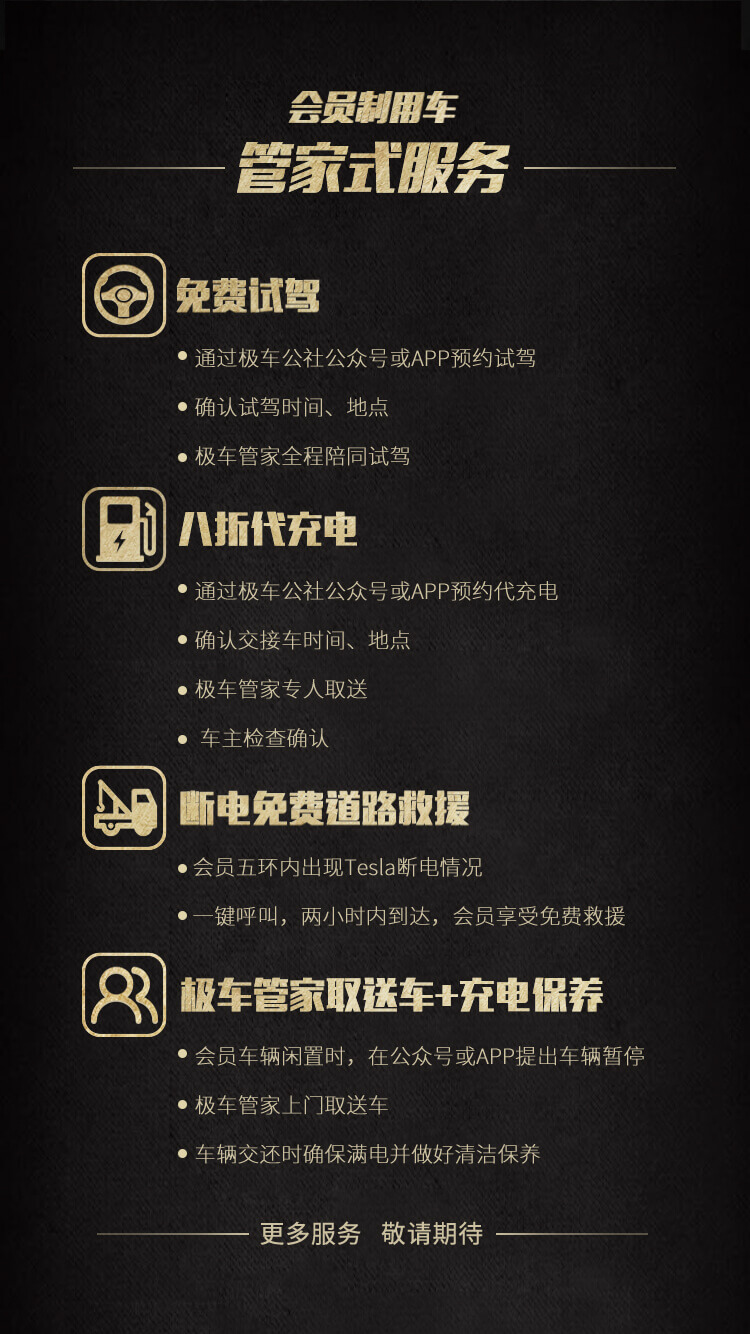 会员制用车
管家式服务
免费试驾
通过极车公社公众号或APP预约试驾
确认试驾时间、地点
极车管家全程陪同试驾
八折代充电
通过极车公社公众号或APP预约代充电
确认交接车时间、地点
极车管家专人取送
车主检查确认
断电免费道路救援
会员五环内出现Tesla断电情况
一键呼叫，两小时内到达，会员享受免费救援
极车管家取送车+充电保养
会员车辆闲置时，在公众号或APP提出车辆暂停
极车管家上门取送车
车辆交还时确保满电并做好清洁保养
更多服务 敬请期待